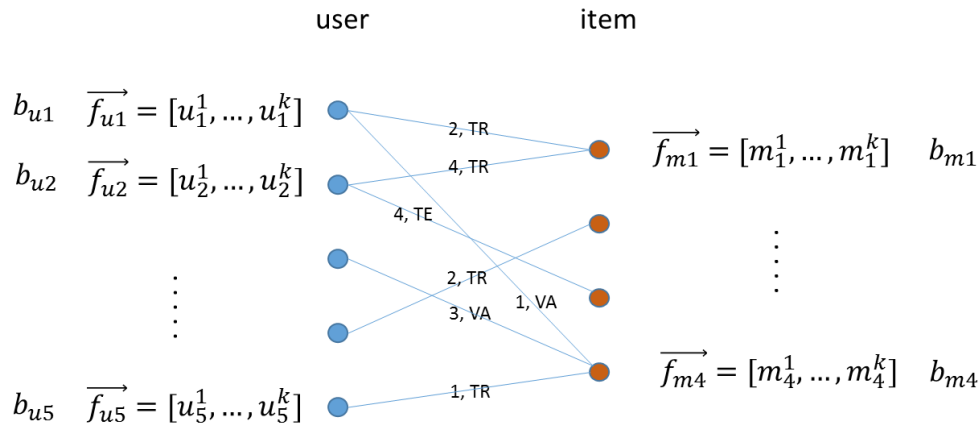 user item
b_{u1} \overrightarrow{f_{u1}} = [u_1^1, ..., u_1^k]
2, TR
\overrightarrow{f_{m1}} = [m_1^1, ..., m_1^k] b_{m1}
b_{u2} \overrightarrow{f_{u2}} = [u_2^1, ..., u_2^k]
4, TR
4, TE
2, TR
3, VA
1, VA
\overrightarrow{f_{m4}} = [m_4^1, ..., m_4^k] b_{m4}
1, TR
b_{u5} \overrightarrow{f_{u5}} = [u_5^1, ..., u_5^k]